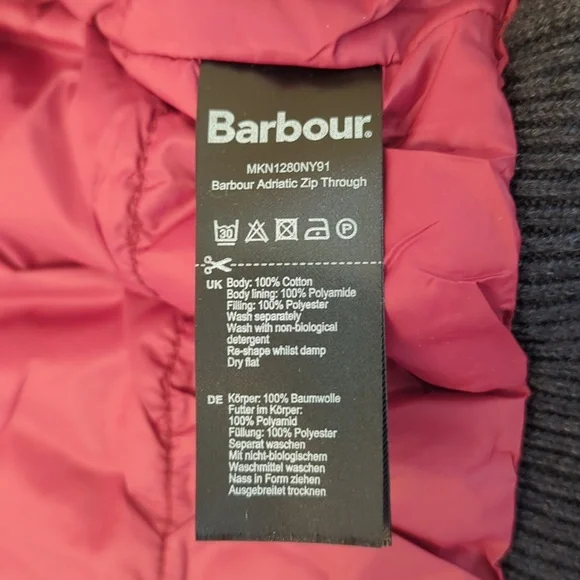 Barbour.
MKN1280NY91
Barbour Adriatic Zip Through
30 P
UK Body: 100% Cotton
Body lining: 100% Polyamide
Filling: 100% Polyester
Wash separately
Wash with non-biological
detergent
Re-shape whilst damp
Dry flat
DE Körper: 100% Baumwolle
Futter im Körper:
100% Polyamid
Füllung: 100% Polyester
Separat waschen
Mit nicht-biologischem
Waschmittel waschen
Nass in Form ziehen
Ausgebreitet trocknen